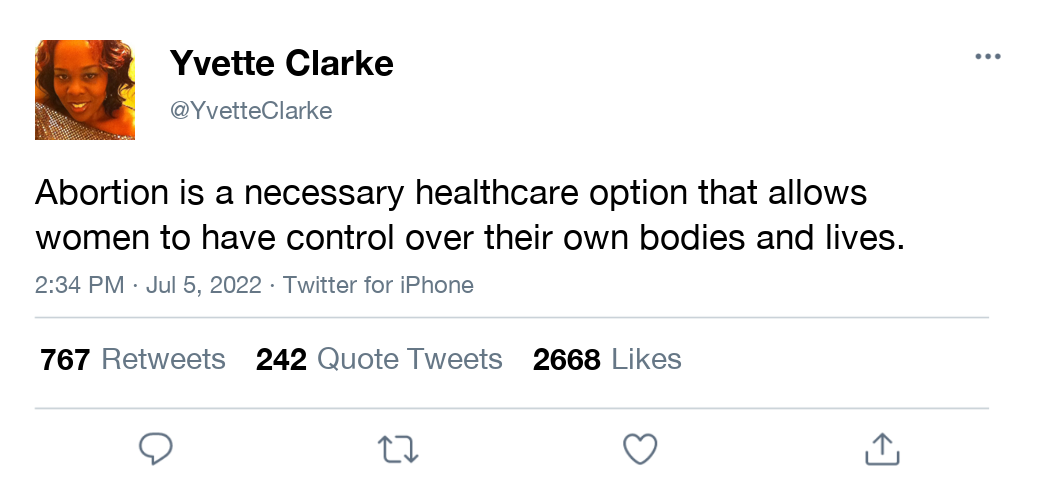 Yvette Clarke
@YvetteClarke
Abortion is a necessary healthcare option that allows
women to have control over their own bodies and lives.
2:34 PM · Jul 5, 2022 · Twitter for iPhone
767 Retweets 242 Quote Tweets 2668 Likes